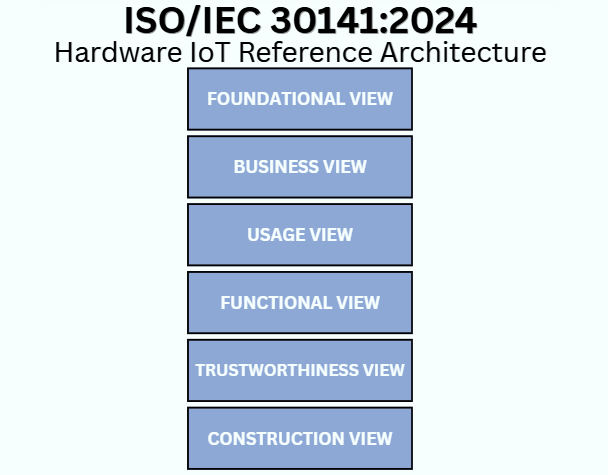 ISO/IEC 30141:2024
Hardware IoT Reference Architecture
FOUNDATIONAL VIEW
BUSINESS VIEW
USAGE VIEW
FUNCTIONAL VIEW
TRUSTWORTHINESS VIEW
CONSTRUCTION VIEW